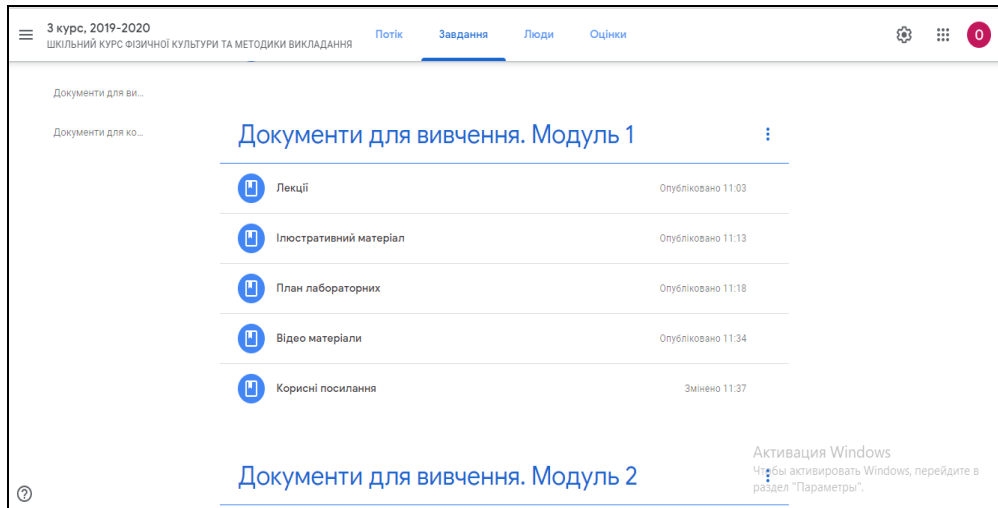 3 курс, 2019-2020
ШКІЛЬНИЙ КУРС ФІЗИЧНОЇ КУЛЬТУРИ ТА МЕТОДИКИ ВИКЛАДАННЯ
Потік Завдання Люди Оцінки
О
Документи для ви...
Документи для ко...
Документи для вивчення. Модуль 1
Лекції Опубліковано 11:03
Ілюстративний матеріал Опубліковано 11:13
План лабораторних Опубліковано 11:18
Відео матеріали Опубліковано 11:34
Корисні посилання Змінено 11:37
Документи для вивчення. Модуль 2
Активация Windows
Чтобы активировать Windows, перейдите в
раздел "Параметры".